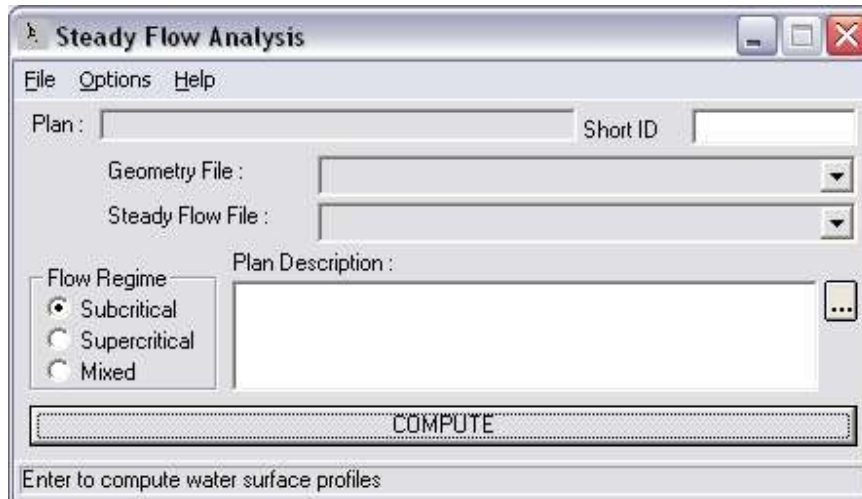 Steady Flow Analysis
File Options Help
Plan : Short ID
Geometry File :
Steady Flow File :
Plan Description :
Flow Regime
Subcritical
Supercritical
Mixed
...
COMPUTE
Enter to compute water surface profiles